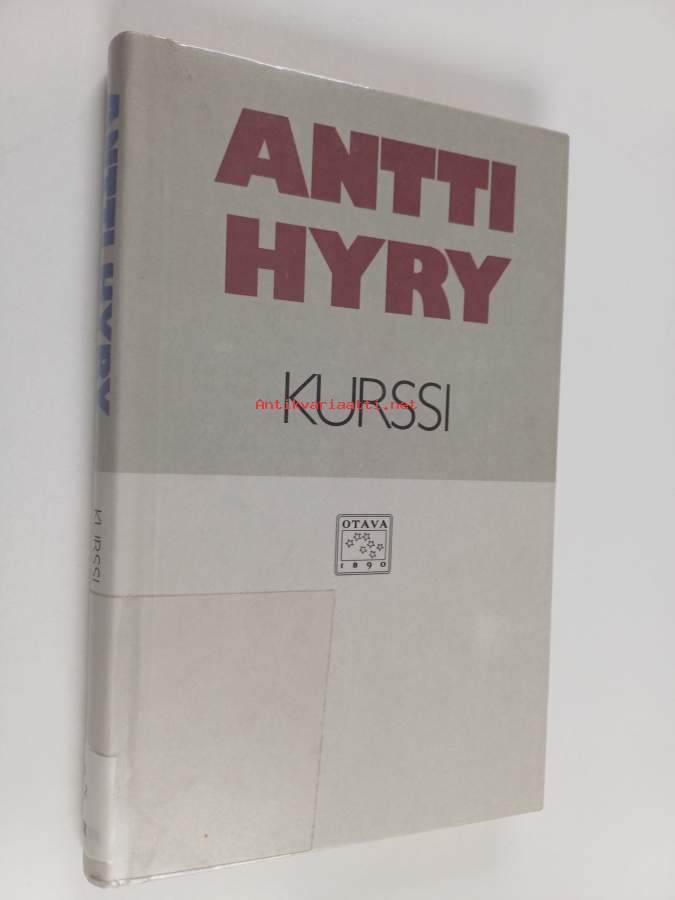 ANTTI
HYRY
KURSSI
Antikvariaatti.net
OTAVA
1890
ANTTI HYRY
KURSSI